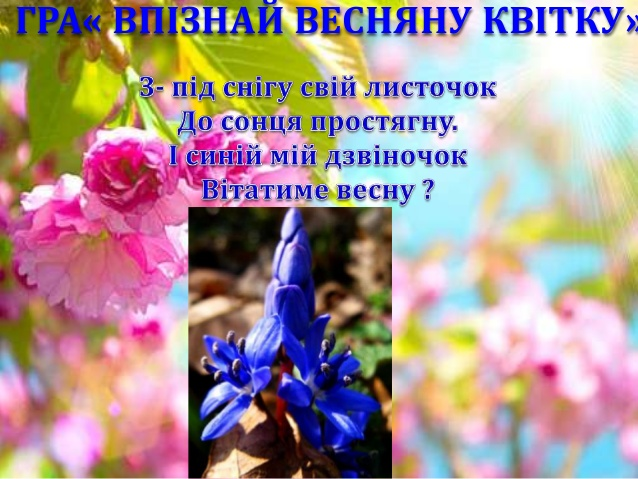 ГРА« ВПІЗНАЙ ВЕСНЯНУ КВІТКУ»
З- під снігу свій листочок
До сонця простягну.
І синій мій дзвіночок
Вітатиме весну ?